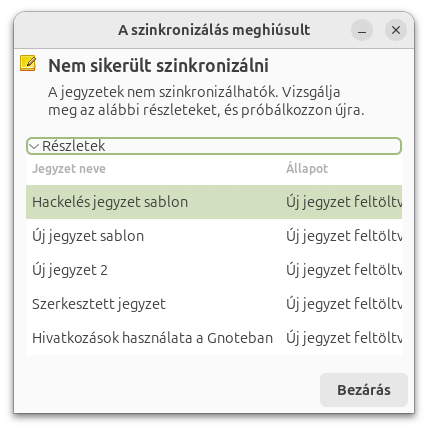 A szinkronizálás meghiúsult
Nem sikerült szinkronizálni
A jegyzetek nem szinkronizálhatók. Vizsgálja
meg az alábbi részleteket, és próbálkozzon újra.
Részletek
Jegyzet neve Állapot
Hackelés jegyzet sablon Új jegyzet feltöltv
Új jegyzet sablon Új jegyzet feltöltv
Új jegyzet 2 Új jegyzet feltöltv
Szerkesztett jegyzet Új jegyzet feltöltv
Hivatkozások használata a Gnoteban Új jegyzet feltöltv
Bezárás